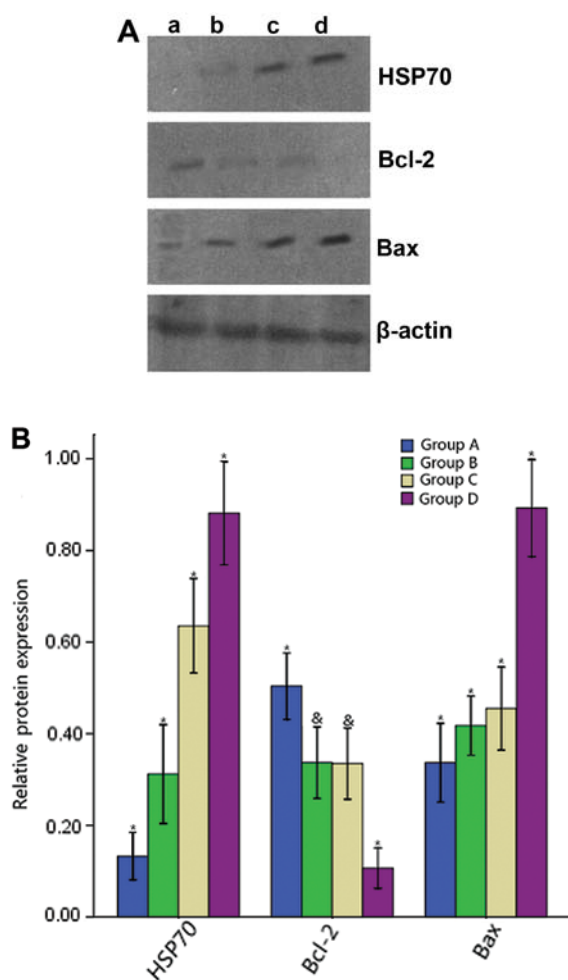 A
a b c d
HSP70
Bcl-2
Bax
β-actin
B
Group A
Group B
Group C
Group D
Relative protein expression
1.00
0.80
0.60
0.40
0.20
0.00
* * * *
* & & *
* * * *
HSP70
Bcl-2
Bax